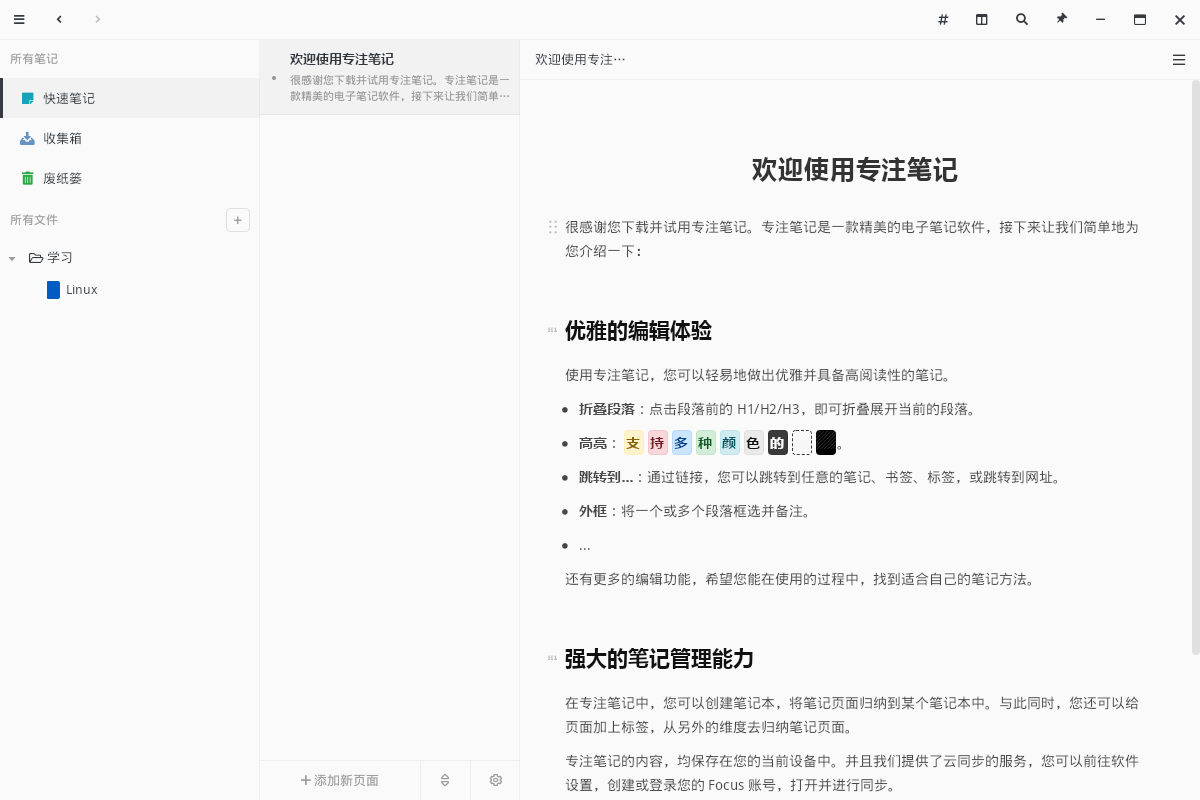 所有笔记
快速笔记
收集箱
废纸篓
所有文件
+
学习
Linux
欢迎使用专注笔记
很感谢您下载并试用专注笔记。专注笔记是一
款精美的电子笔记软件，接下来让我们简单…
添加新页面
欢迎使用专注…
欢迎使用专注笔记
很感谢您下载并试用专注笔记。专注笔记是一款精美的电子笔记软件，接下来让我们简单地为
您介绍一下：
H1 优雅的编辑体验
使用专注笔记，您可以轻易地做出优雅并具备高阅读性的笔记。
• 折叠段落：点击段落前的 H1/H2/H3，即可折叠展开当前的段落。
• 高亮： 支 持 多 种 颜 色 的 。
• 跳转到...：通过链接，您可以跳转到任意的笔记、书签、标签，或跳转到网址。
• 外框：将一个或多个段落框选并备注。
• ...
还有更多的编辑功能，希望您能在使用的过程中，找到适合自己的笔记方法。
H1 强大的笔记管理能力
在专注笔记中，您可以创建笔记本，将笔记页面归纳到某个笔记本中。与此同时，您还可以给
页面加上标签，从另外的维度去归纳笔记页面。
专注笔记的内容，均保存在您的当前设备中。并且我们提供了云同步的服务，您可以前往软件
设置，创建或登录您的 Focus 账号，打开并进行同步。